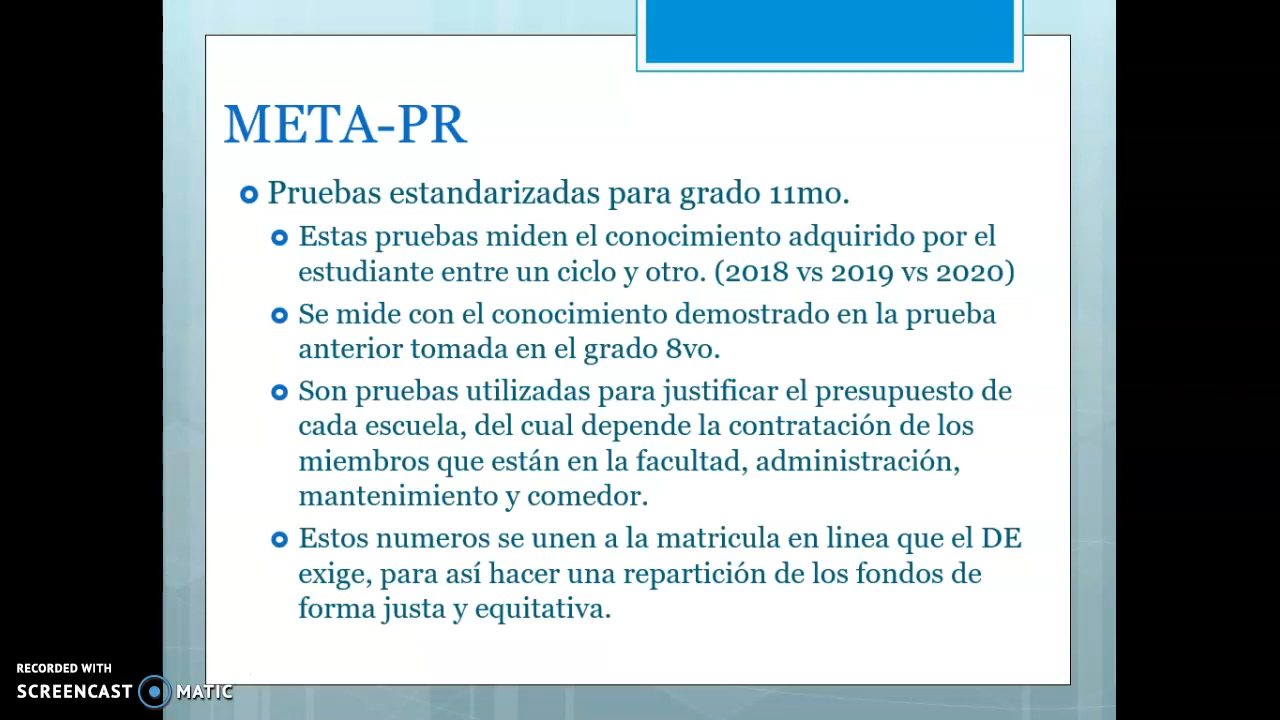 META-PR
Pruebas estandarizadas para grado 11mo.
Estas pruebas miden el conocimiento adquirido por el
estudiante entre un ciclo y otro. (2018 vs 2019 vs 2020)
Se mide con el conocimiento demostrado en la prueba
anterior tomada en el grado 8vo.
Son pruebas utilizadas para justificar el presupuesto de
cada escuela, del cual depende la contratación de los
miembros que están en la facultad, administración,
mantenimiento y comedor.
Estos numeros se unen a la matricula en linea que el DE
exige, para así hacer una repartición de los fondos de
forma justa y equitativa.
RECORDED WITH
SCREENCAST MATIC